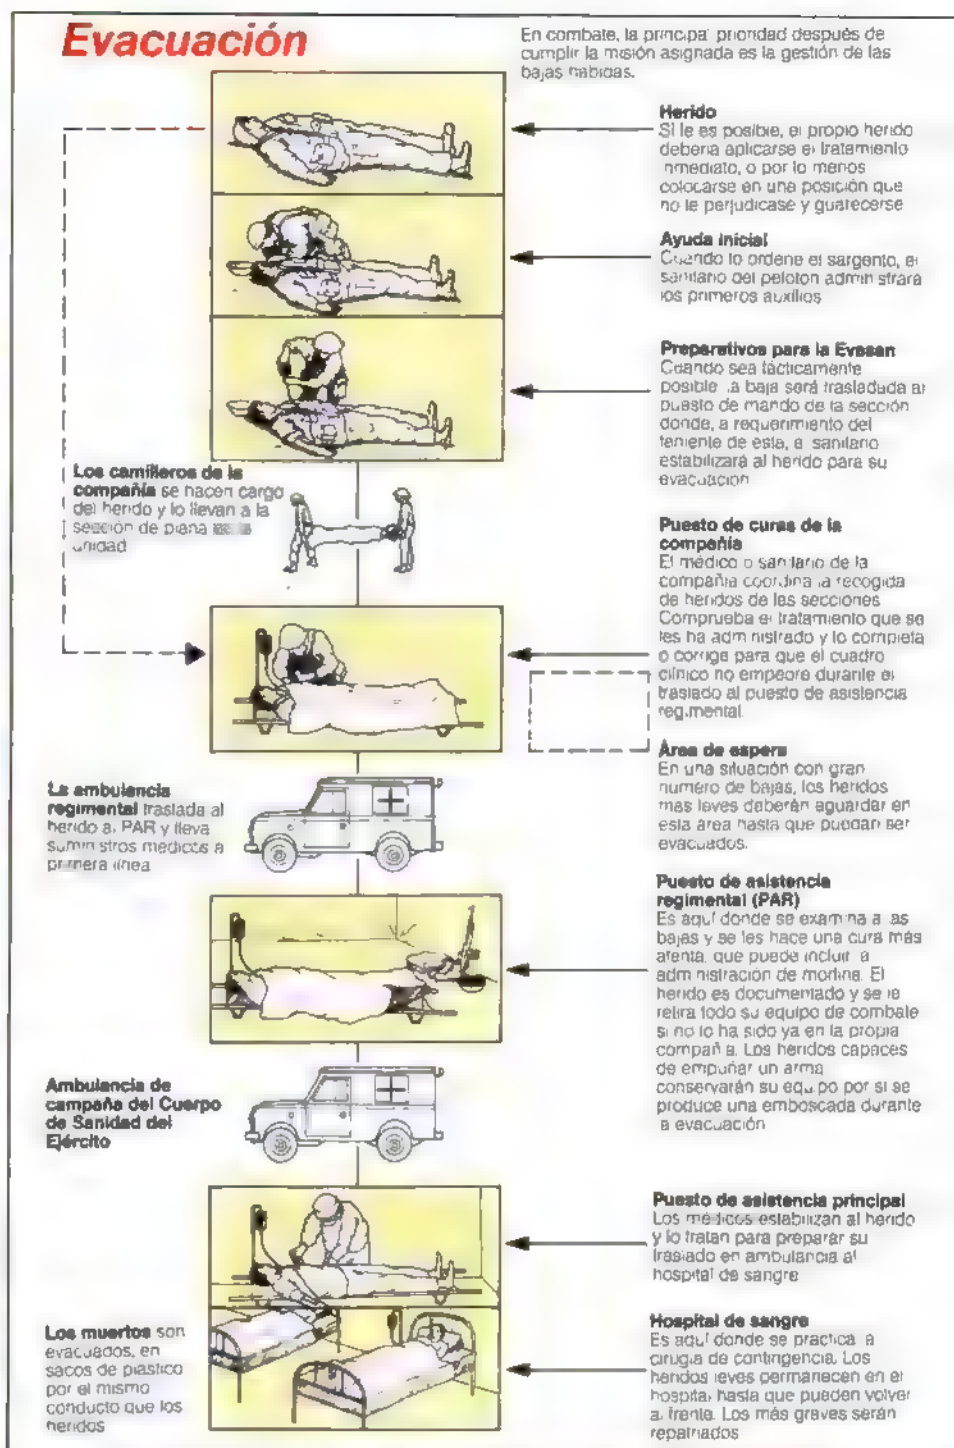 Evacuación
En combate, la principal prioridad después de
cumplir la misión asignada es la gestión de las
bajas habidas.
Herido
Si le es posible, el propio herido
debería aplicarse el tratamiento
inmediato, o por lo menos
colocarse en una posición que
no le perjudicase y guarecerse
Ayuda inicial
Cuando lo ordene el sargento, el
sanitario del peloton administrará
los primeros auxilios
Preparativos para la Evasan
Cuando sea tácticamente
posible la baja será trasladada al
puesto de mando de la sección
donde, a requerimiento del
teniente de esta, el sanitario
estabilizará al herido para su
evacuación
Los camilleros de la
compañía se hacen cargo
del herido y lo llevan a la
sección de plana de la
unidad
Puesto de curas de la
compañía
El médico o sanitario de la
compañía coordina la recogida
de heridos de las secciones
Comprueba el tratamiento que se
les ha administrado y lo completa
o corrige para que el cuadro
clínico no empeore durante el
traslado al puesto de asistencia
regimental.
Área de espera
En una situación con gran
numero de bajas, los heridos
mas leves deberán aguardar en
esta área hasta que puedan ser
evacuados.
La ambulancia
regimental traslada al
herido al PAR y lleva
suministros médicos a
primera línea
Puesto de asistencia
regimental (PAR)
Es aquí donde se examina a las
bajas y se les hace una cura más
atenta, que puede incluir la
administración de morfina. El
herido es documentado y se le
retira todo su equipo de combate
si no lo ha sido ya en la propia
compañía. Los heridos capaces
de empuñar un arma
conservarán su equipo por si se
produce una emboscada durante
la evacuación
Ambulancia de
campaña del Cuerpo
de Sanidad del
Ejército
Puesto de asistencia principal
Los médicos estabilizan al herido
y lo tratan para preparar su
traslado en ambulancia al
hospital de sangre
Los muertos son
evacuados, en
sacos de plastico
por el mismo
conducto que los
heridos
Hospital de sangre
Es aquí donde se practica la
cirugía de contingencia. Los
heridos leves permanecen en el
hospital hasta que pueden volver
al frente. Los más graves serán
repatriados